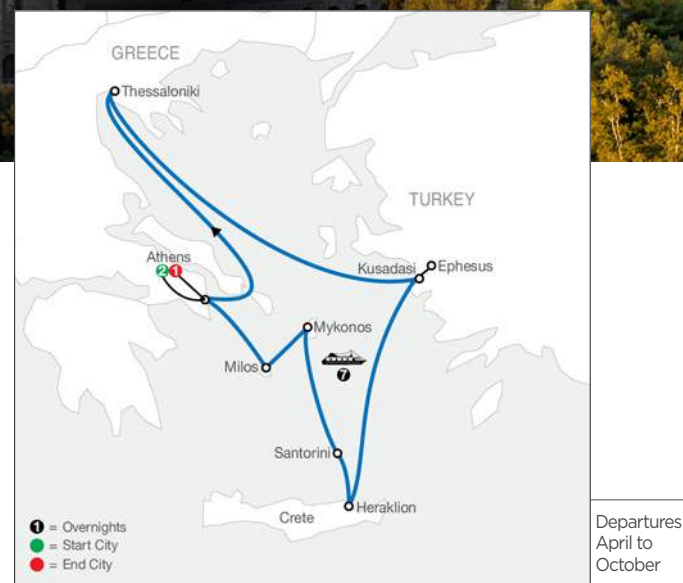 GREECE
Thessaloniki
TURKEY
Athens
2 1
Kusadasi
Ephesus
Mykonos
Milos
7
Santorini
Heraklion
Crete
1 = Overnights
= Start City
= End City
Departures
April to
October